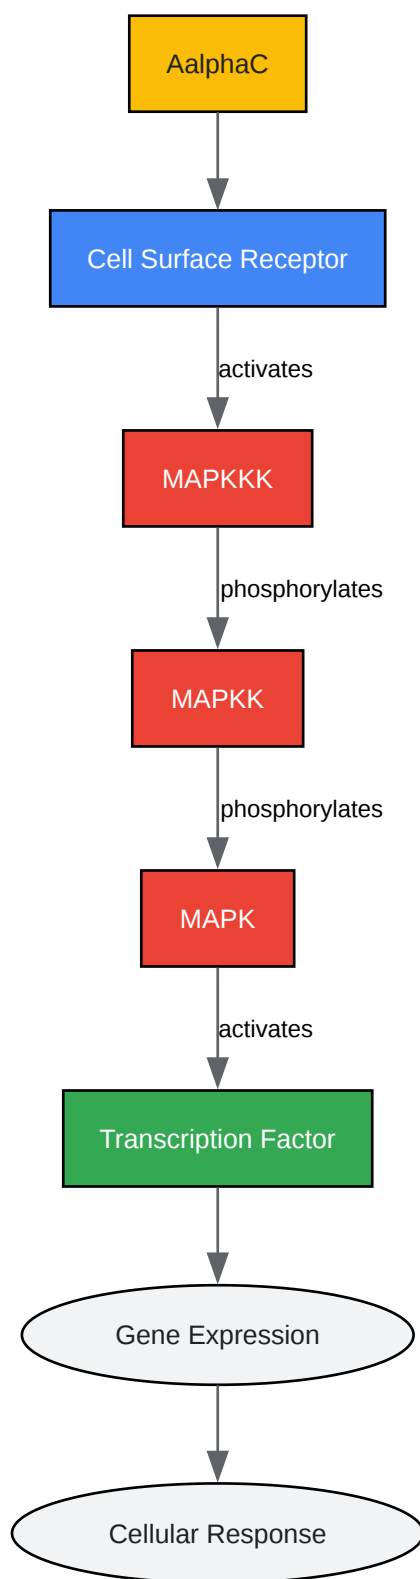 AalphaC
Cell Surface Receptor
activates
MAPKKK
phosphorylates
MAPKK
phosphorylates
MAPK
activates
Transcription Factor
Gene Expression
Cellular Response